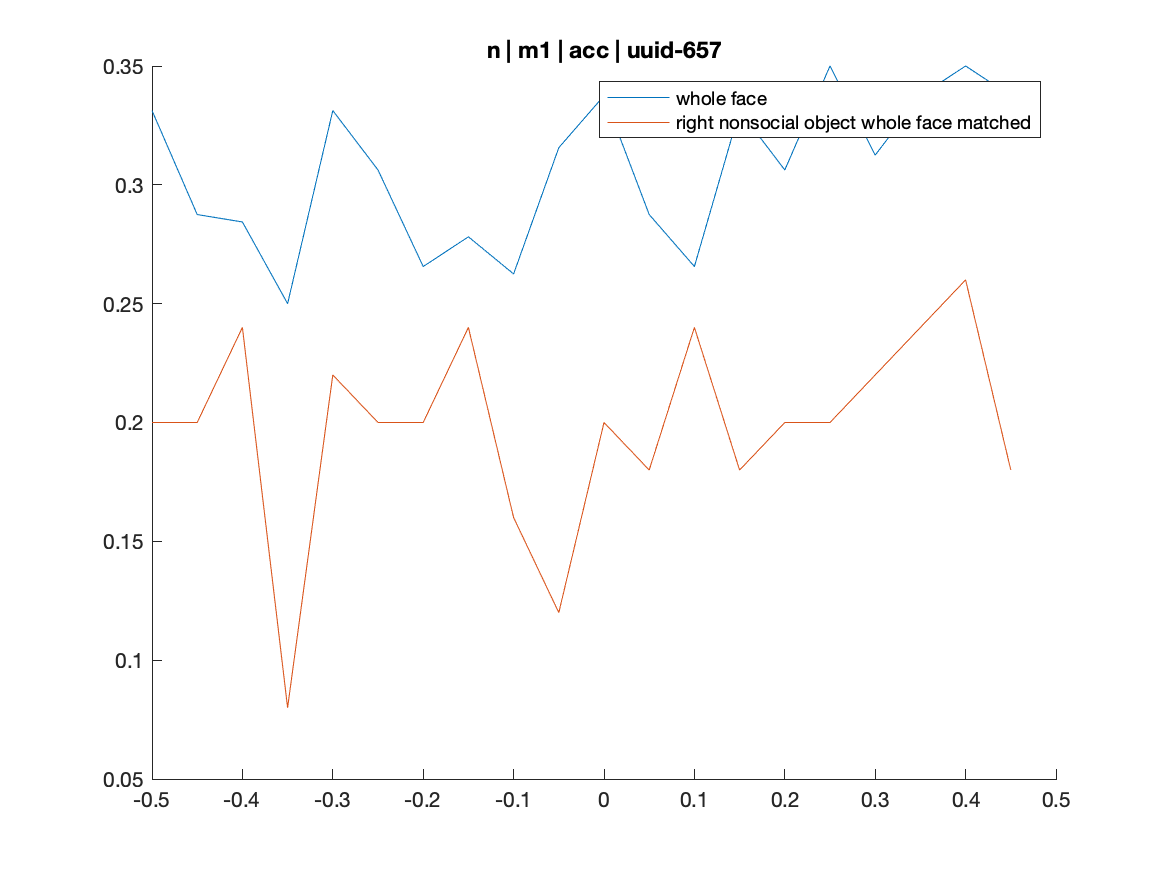 n | m1 | acc | uuid-657
0.35
whole face
right nonsocial object whole face matched
0.3
0.25
0.2
0.15
0.1
0.05
-0.5 -0.4 -0.3 -0.2 -0.1 0 0.1 0.2 0.3 0.4 0.5